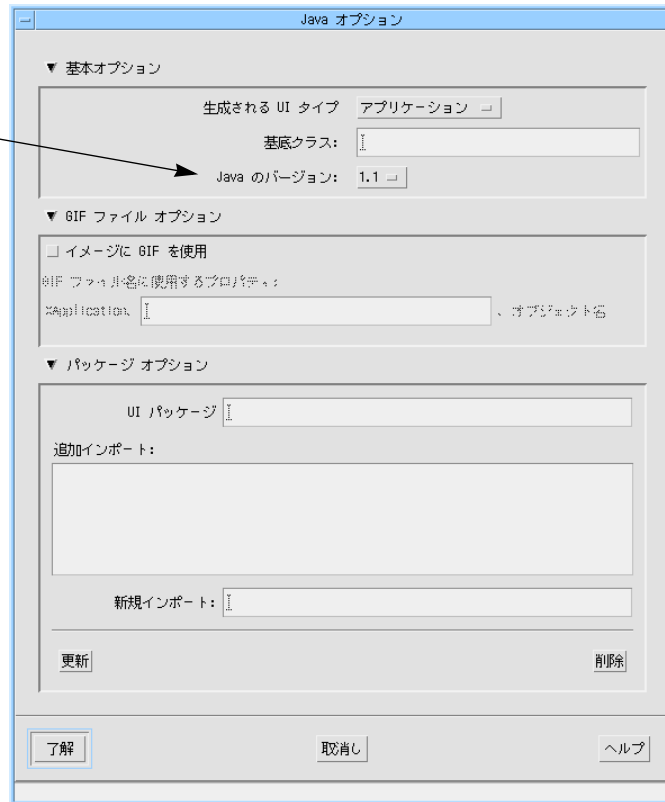 Java オプション
▼ 基本オプション
生成される UI タイプ アプリケーション
基底クラス:
Java のバージョン: 1.1
▼ GIF ファイル オプション
イメージに GIF を使用
GIF ファイル名に使用するプロパティ:
XApplication、 、オブジェクト名
▼ パッケージ オプション
UI パッケージ
追加インポート:
新規インポート:
更新 削除
了解 取消し ヘルプ